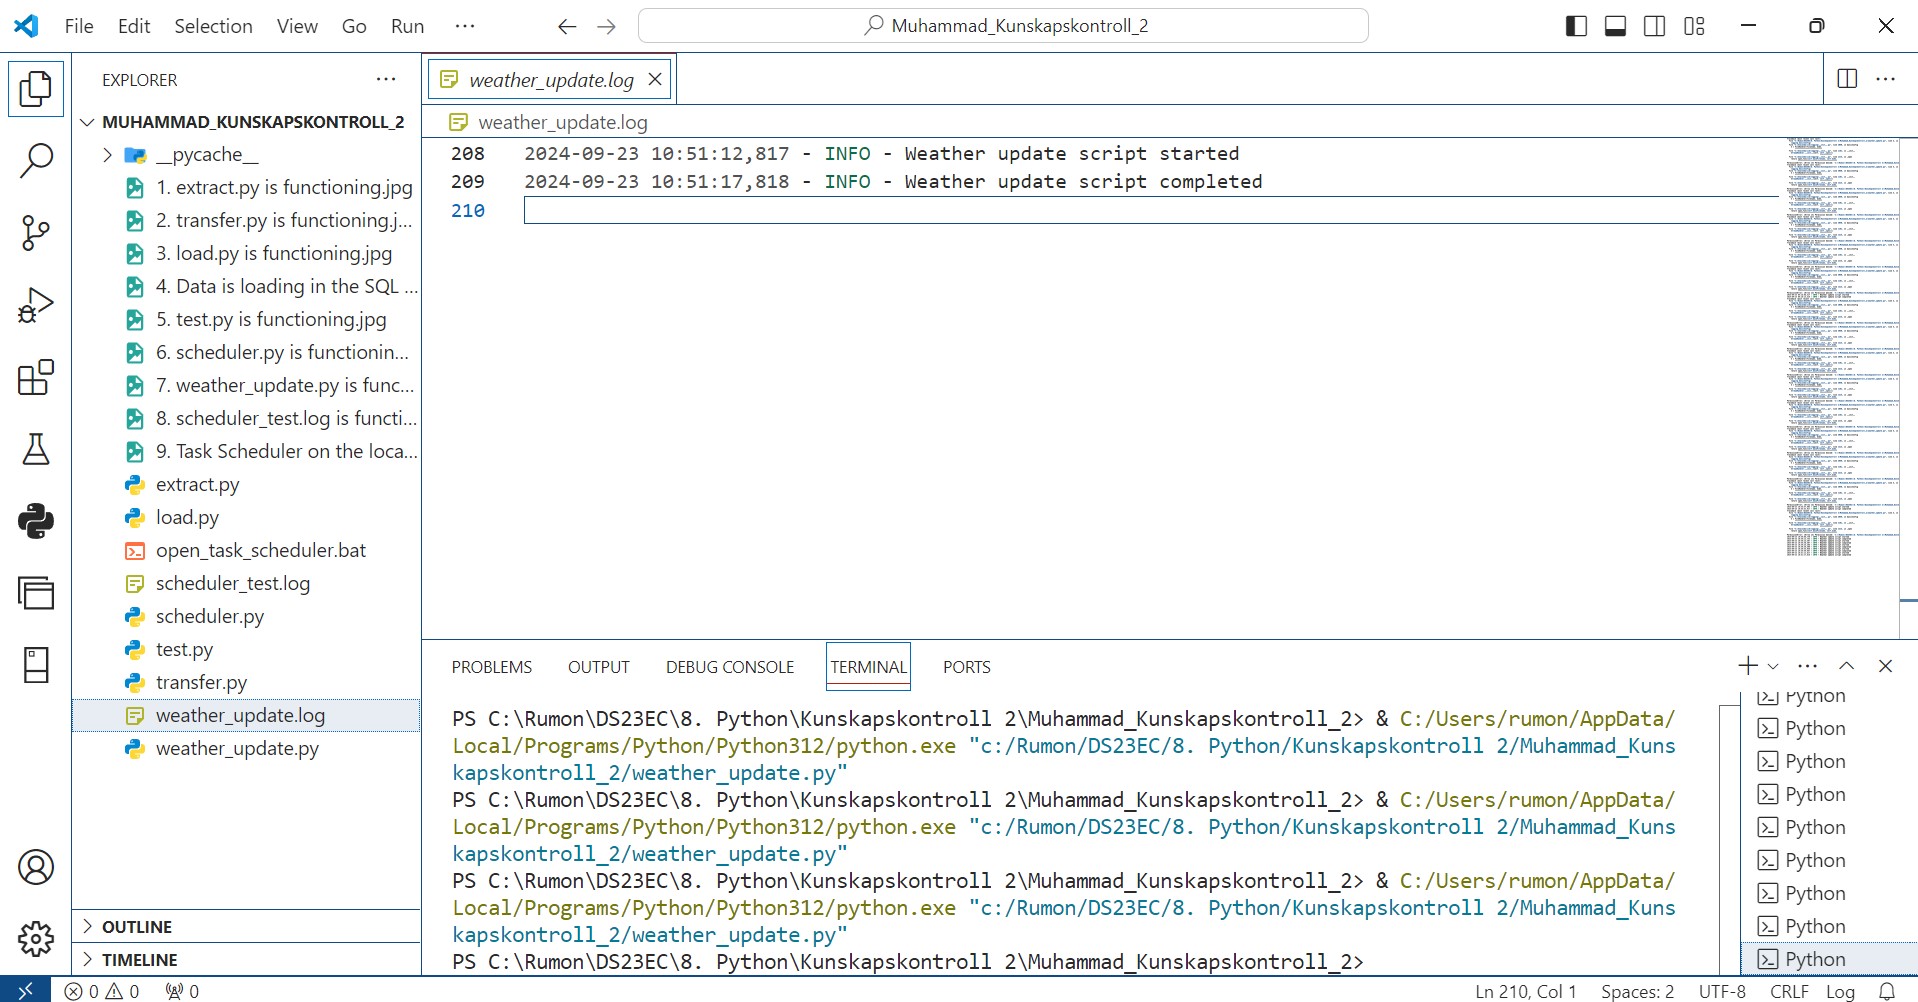 File Edit Selection View Go Run ···
Muhammad_Kunskapskontroll_2
EXPLORER
MUHAMMAD_KUNSKAPSKONTROLL_2
__pycache__
1. extract.py is functioning.jpg
2. transfer.py is functioning.j...
3. load.py is functioning.jpg
4. Data is loading in the SQL ...
5. test.py is functioning.jpg
6. scheduler.py is functionin...
7. weather_update.py is func...
8. scheduler_test.log is functi...
9. Task Scheduler on the loca...
extract.py
load.py
open_task_scheduler.bat
scheduler_test.log
scheduler.py
test.py
transfer.py
weather_update.log
weather_update.py
OUTLINE
TIMELINE
weather_update.log
weather_update.log
208 2024-09-23 10:51:12,817 - INFO - Weather update script started
209 2024-09-23 10:51:17,818 - INFO - Weather update script completed
210
PROBLEMS OUTPUT DEBUG CONSOLE TERMINAL PORTS
PS C:\Rumon\DS23EC\8. Python\Kunskapskontroll 2\Muhammad_Kunskapskontroll_2> & C:/Users/rumon/AppData/
Local/Programs/Python/Python312/python.exe "c:/Rumon/DS23EC/8. Python/Kunskapskontroll 2/Muhammad_Kuns
kapskontroll_2/weather_update.py"
PS C:\Rumon\DS23EC\8. Python\Kunskapskontroll 2\Muhammad_Kunskapskontroll_2> & C:/Users/rumon/AppData/
Local/Programs/Python/Python312/python.exe "c:/Rumon/DS23EC/8. Python/Kunskapskontroll 2/Muhammad_Kuns
kapskontroll_2/weather_update.py"
PS C:\Rumon\DS23EC\8. Python\Kunskapskontroll 2\Muhammad_Kunskapskontroll_2> & C:/Users/rumon/AppData/
Local/Programs/Python/Python312/python.exe "c:/Rumon/DS23EC/8. Python/Kunskapskontroll 2/Muhammad_Kuns
kapskontroll_2/weather_update.py"
PS C:\Rumon\DS23EC\8. Python\Kunskapskontroll 2\Muhammad_Kunskapskontroll_2>
Python
Python
Python
Python
Python
Python
Python
Python
Python
0 0 0
Ln 210, Col 1 Spaces: 2 UTF-8 CRLF Log